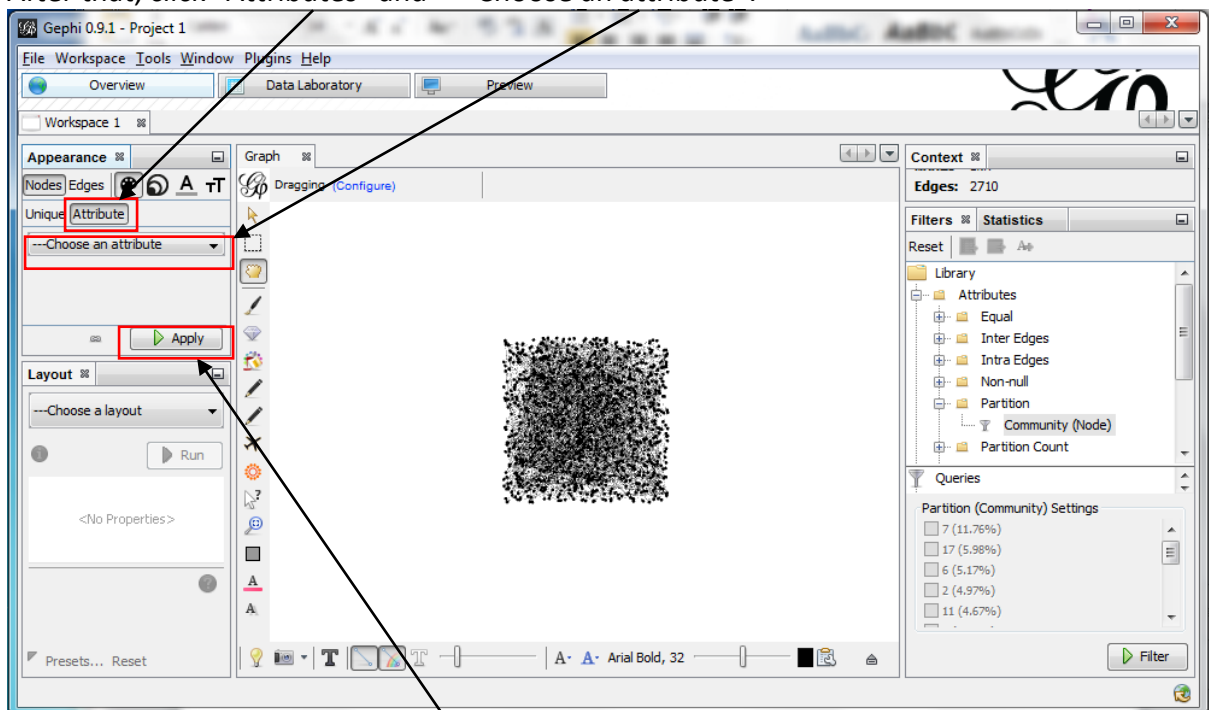 After that, click "Attributes" and "---Choose an attribute".
Gephi 0.9.1 - Project 1
File Workspace Tools Window Plugins Help
Overview
Data Laboratory
Preview
Workspace 1
Appearance
Nodes Edges
Unique Attribute
---Choose an attribute
Apply
Layout
---Choose a layout
Run
<No Properties>
Presets... Reset
Graph
Dragging (Configure)
A- A- Arial Bold, 32
Context
Edges: 2710
Filters Statistics
Reset
Library
Attributes
Equal
Inter Edges
Intra Edges
Non-null
Partition
Community (Node)
Partition Count
Queries
Partition (Community) Settings
7 (11.76%)
17 (5.98%)
6 (5.17%)
2 (4.97%)
11 (4.67%)
Filter